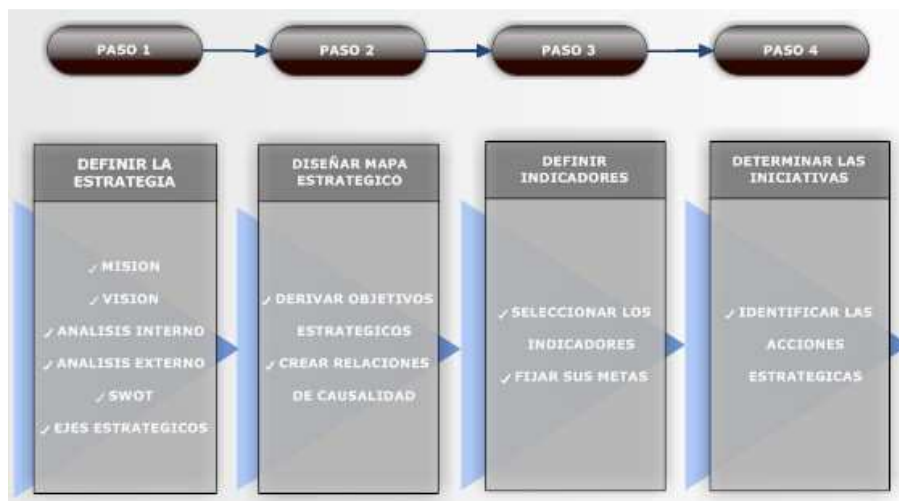 PASO 1
PASO 2
PASO 3
PASO 4
DEFINIR LA
ESTRATEGIA
✓ MISION
✓ VISION
✓ ANALISIS INTERNO
✓ ANALISIS EXTERNO
✓ SWOT
✓ EJES ESTRATEGICOS
DISEÑAR MAPA
ESTRATEGICO
✓ DERIVAR OBJETIVOS
ESTRATEGICOS
✓ CREAR RELACIONES
DE CAUSALIDAD
DEFINIR
INDICADORES
✓ SELECCIONAR LOS
INDICADORES
✓ FIJAR SUS METAS
DETERMINAR LAS
INICIATIVAS
✓ IDENTIFICAR LAS
ACCIONES
ESTRATEGICAS